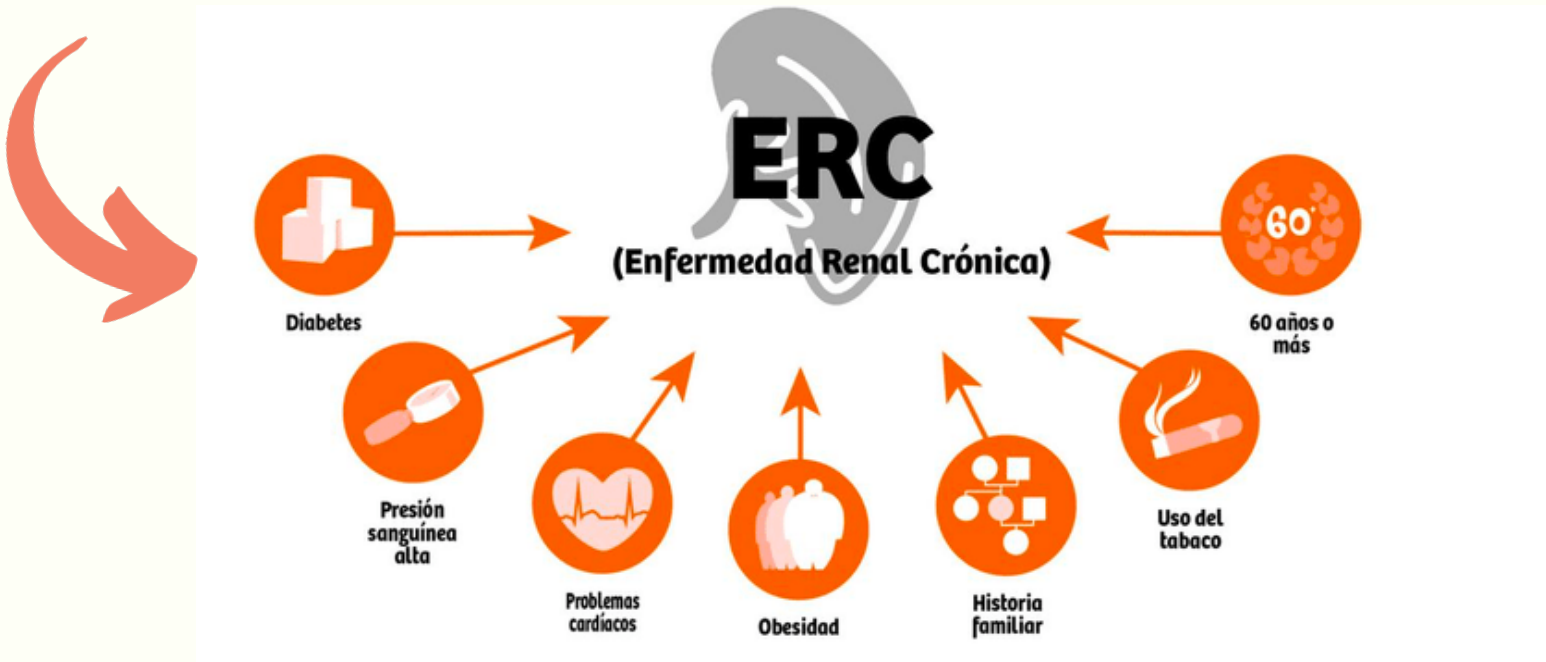 ERC
(Enfermedad Renal Crónica)
Diabetes
Presión
sanguínea
alta
Problemas
cardíacos
Obesidad
Historia
familiar
Uso del
tabaco
60+
60 años o
más